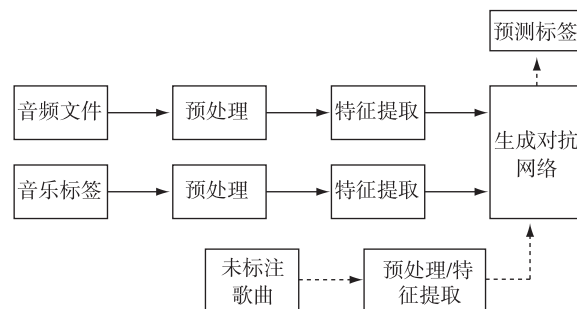 预测标签
音频文件
预处理
特征提取
生成对抗
网络
音乐标签
预处理
特征提取
未标注
歌曲
预处理/特
征提取